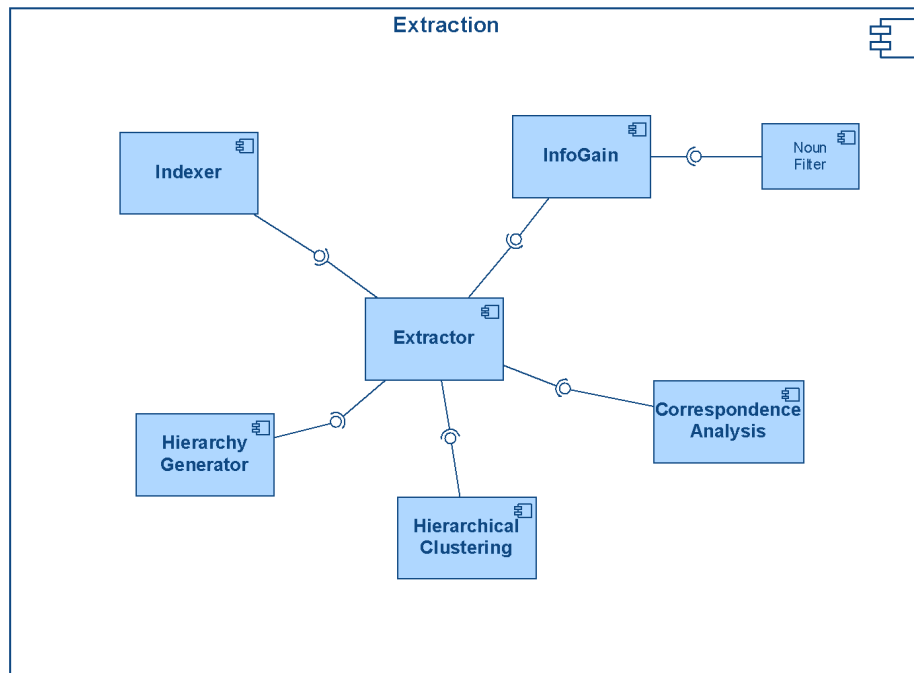 Extraction
Indexer
InfoGain
Noun
Filter
Extractor
Correspondence
Analysis
Hierarchy
Generator
Hierarchical
Clustering